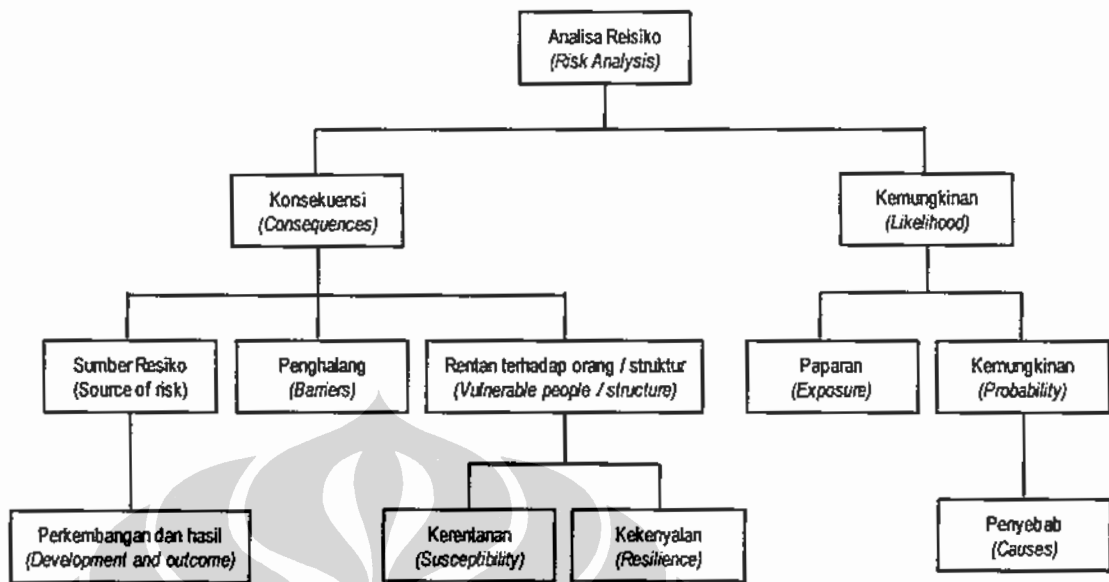 Analisa Reisiko
(Risk Analysis)
Konsekuensi
(Consequences)
Kemungkinan
(Likelihood)
Sumber Resiko
(Source of risk)
Penghalang
(Barriers)
Rentan terhadap orang / struktur
(Vulnerable people / structure)
Paparan
(Exposure)
Kemungkinan
(Probability)
Perkembangan dan hasil
(Development and outcome)
Kerentanan
(Susceptibility)
Kekenyalan
(Resilience)
Penyebab
(Causes)